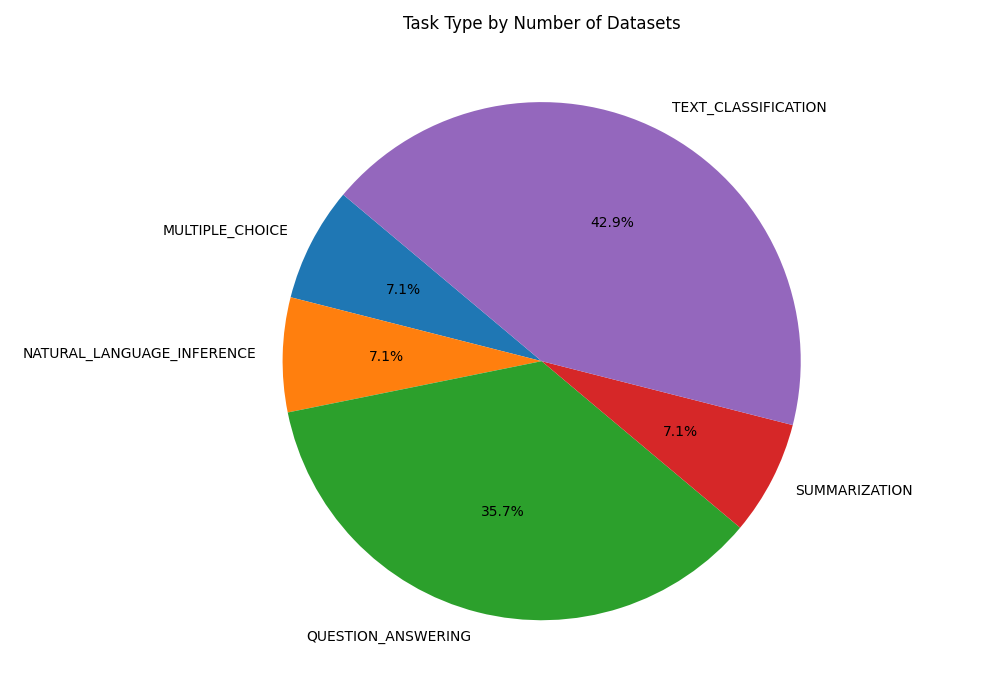 Task Type by Number of Datasets
TEXT_CLASSIFICATION
42.9%
MULTIPLE_CHOICE
7.1%
NATURAL_LANGUAGE_INFERENCE
7.1%
QUESTION_ANSWERING
35.7%
SUMMARIZATION
7.1%